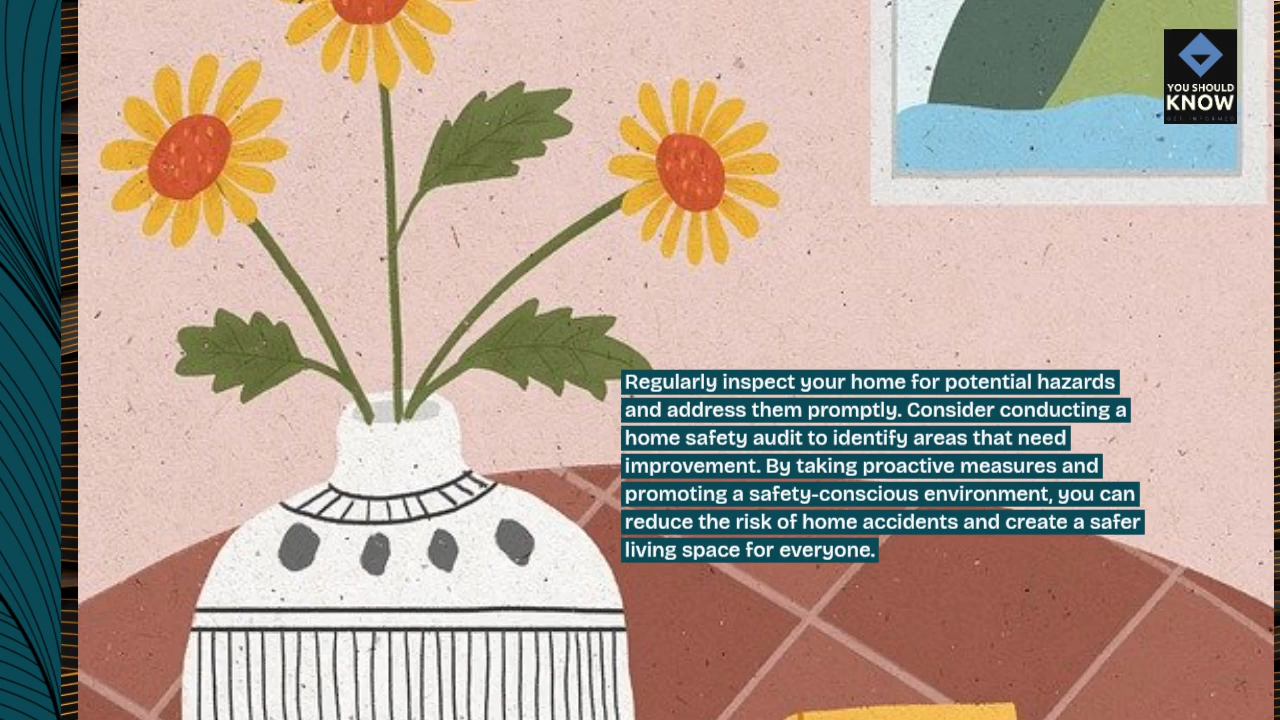 YOU SHOULD
KNOW
GET INFORMED
Regularly inspect your home for potential hazards
and address them promptly. Consider conducting a
home safety audit to identify areas that need
improvement. By taking proactive measures and
promoting a safety-conscious environment, you can
reduce the risk of home accidents and create a safer
living space for everyone.